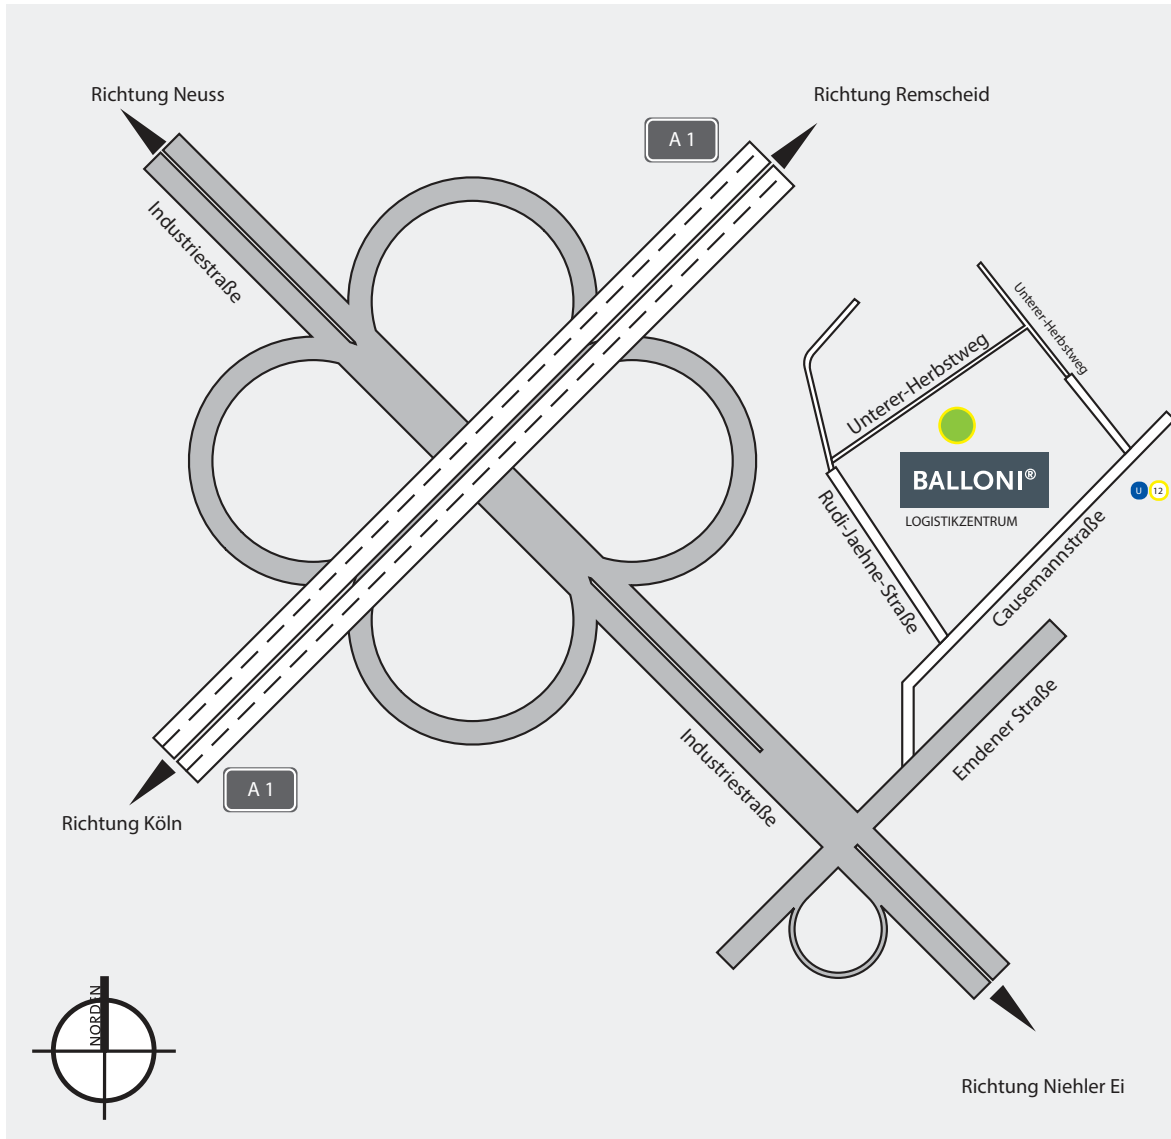 Richtung Neuss
Richtung Remscheid
A 1
Industriestraße
Unterer-Herbstweg
Unterer-Herbstweg
BALLONI®
LOGISTIKZENTRUM
U 12
Rudi-Jaehne-Straße
Causemannstraße
Emdener Straße
Industriestraße
A 1
Richtung Köln
NORDEN
Richtung Niehler Ei